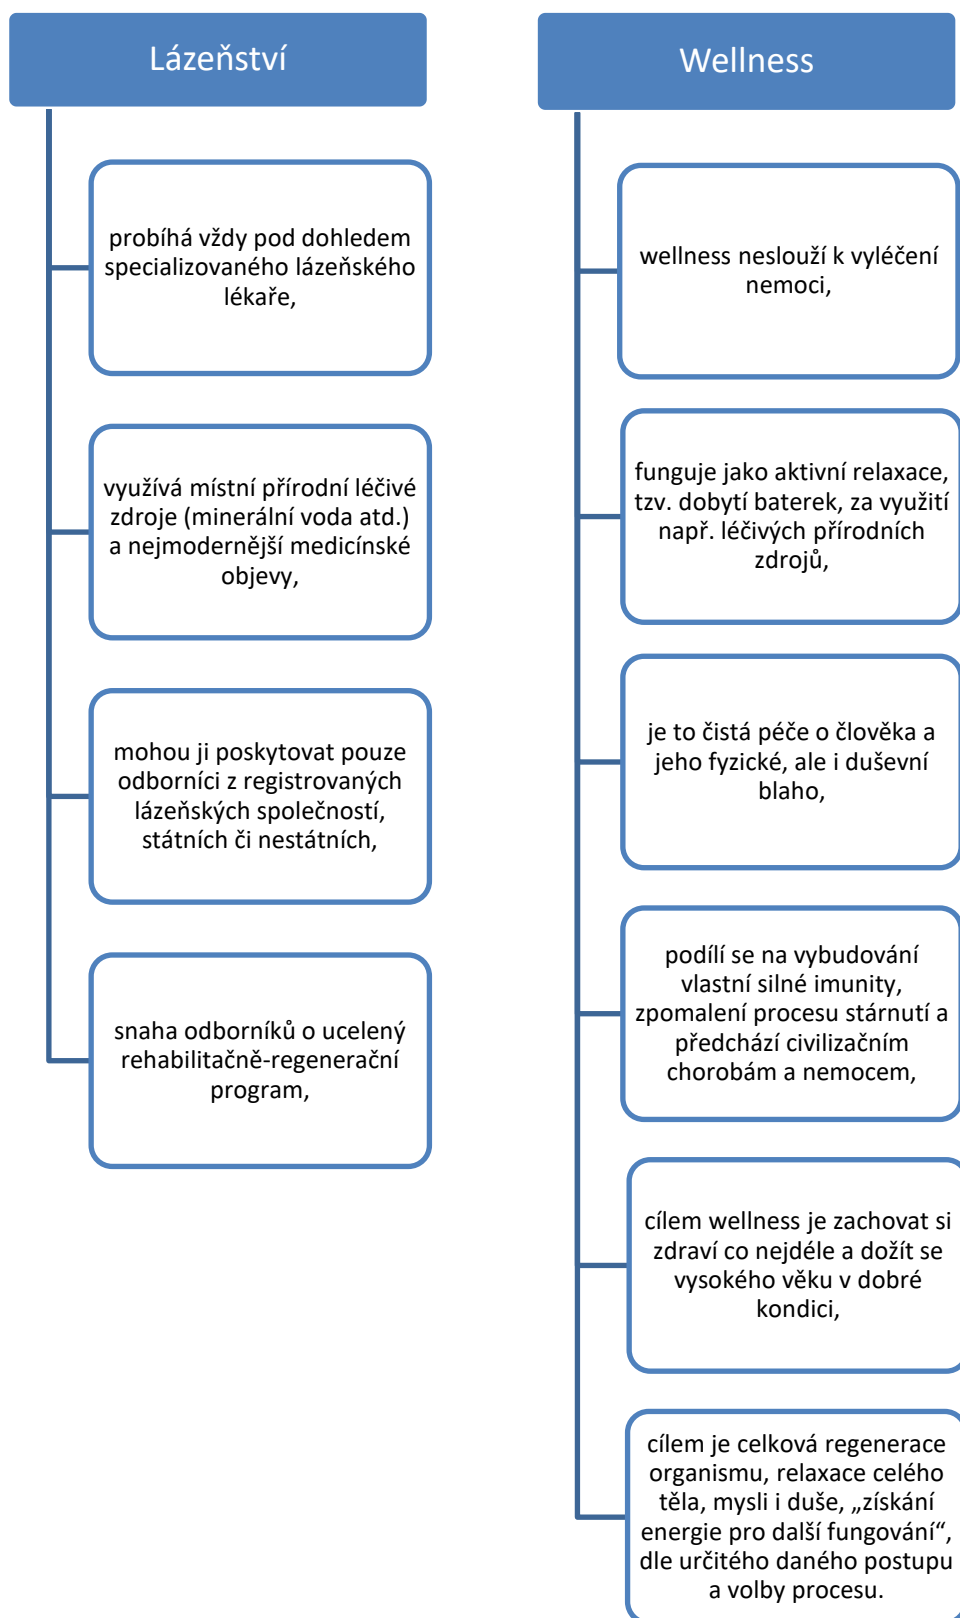 Lázeňství
probíhá vždy pod dohledem
specializovaného lázeňského
lékaře,
využívá místní přírodní léčivé
zdroje (minerální voda atd.)
a nejmodernější medicínské
objevy,
mohou ji poskytovat pouze
odborníci z registrovaných
lázeňských společností,
státních či nestátních,
snaha odborníků o ucelený
rehabilitačně-regenerační
program,
Wellness
wellness neslouží k vyléčení
nemoci,
funguje jako aktivní relaxace,
tzv. dobytí baterek, za využití
např. léčivých přírodních
zdrojů,
je to čistá péče o člověka a
jeho fyzické, ale i duševní
blaho,
podílí se na vybudování
vlastní silné imunity,
zpomalení procesu stárnutí a
předchází civilizačním
chorobám a nemocem,
cílem wellness je zachovat si
zdraví co nejdéle a dožít se
vysokého věku v dobré
kondici,
cílem je celková regenerace
organismu, relaxace celého
těla, mysli i duše, „získání
energie pro další fungování“,
dle určitého daného postupu
a volby procesu.